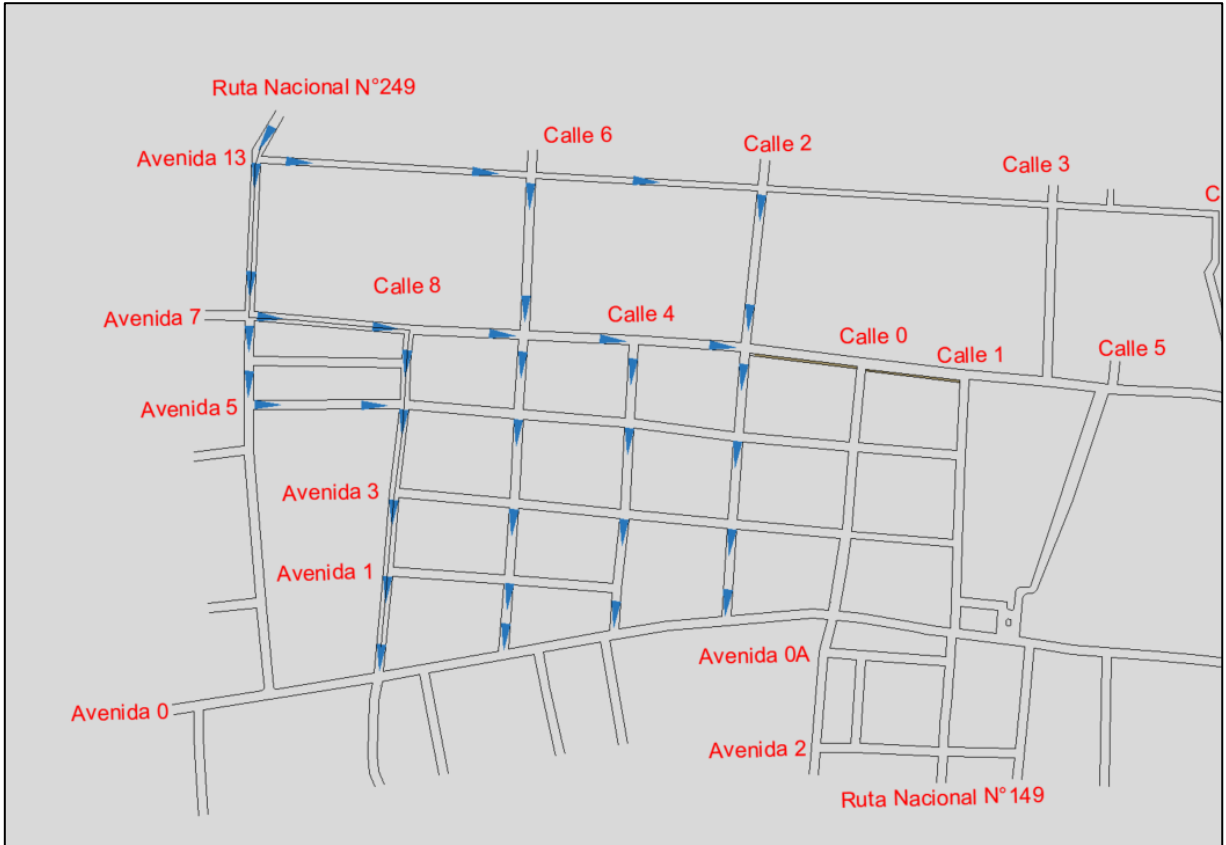 Ruta Nacional N°249
Calle 6
Calle 2
Avenida 13
Calle 3
C
Calle 8
Avenida 7
Calle 4
Calle 0
Calle 1
Calle 5
Avenida 5
Avenida 3
Avenida 1
Avenida 0A
Avenida 0
Avenida 2
Ruta Nacional N°149